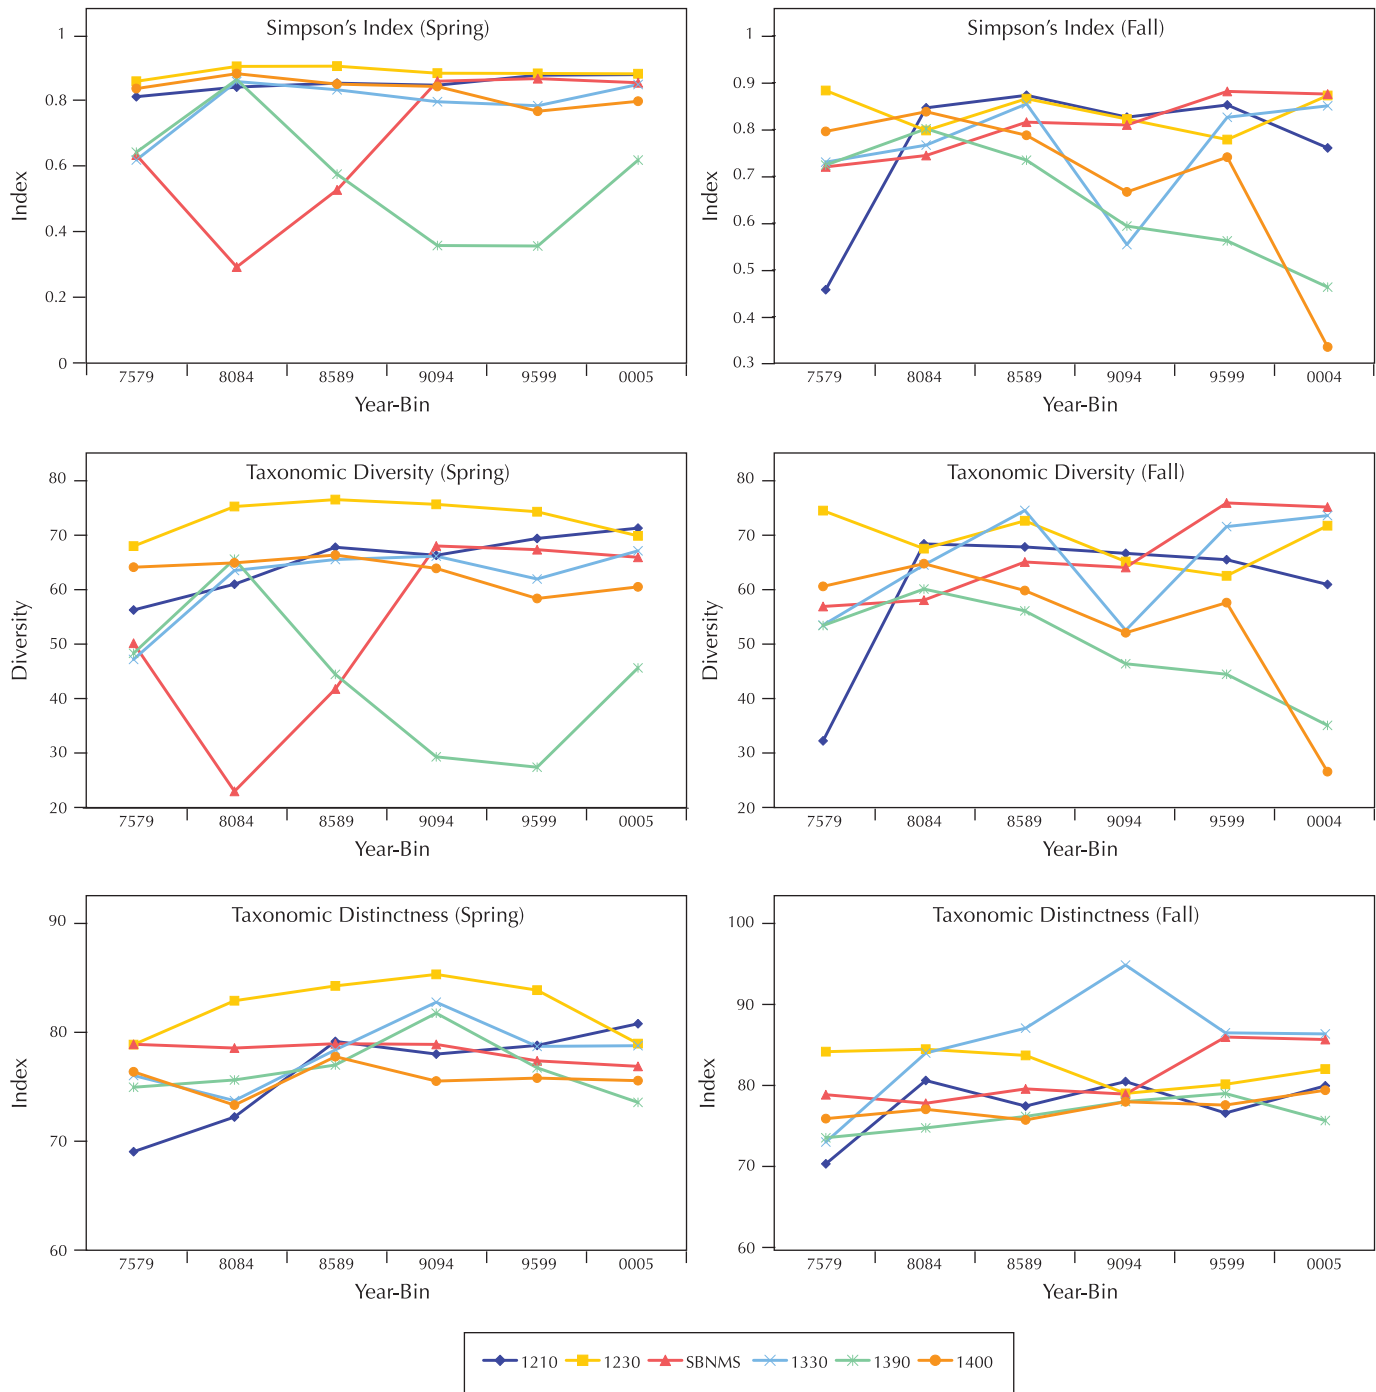 Simpson's Index (Spring)
1
0.8
0.6
0.4
0.2
0
Index
7579 8084 8589 9094 9599 0005
Year-Bin
Simpson's Index (Fall)
1
0.9
0.8
0.7
0.6
0.5
0.4
0.3
Index
7579 8084 8589 9094 9599 0004
Year-Bin
Taxonomic Diversity (Spring)
80
70
60
50
40
30
20
Diversity
7579 8084 8589 9094 9599 0005
Year-Bin
Taxonomic Diversity (Fall)
80
70
60
50
40
30
20
Diversity
7579 8084 8589 9094 9599 0004
Year-Bin
Taxonomic Distinctness (Spring)
90
80
70
60
Index
7579 8084 8589 9094 9599 0005
Year-Bin
Taxonomic Distinctness (Fall)
100
90
80
70
60
Index
7579 8084 8589 9094 9599 0005
Year-Bin
1210 1230 SBNMS 1330 1390 1400